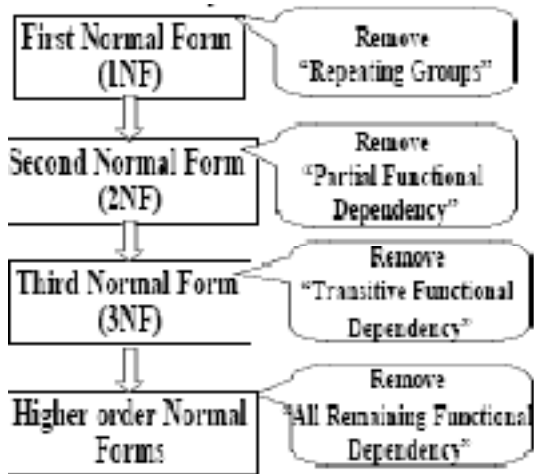 First Normal Form
(1NF)
Remove
“Repeating Groups”
Second Normal Form
(2NF)
Remove
“Partial Functional
Dependency”
Third Normal Form
(3NF)
Remove
“Transitive Functional
Dependency”
Higher order Normal
Forms
Remove
“All Remaining Functional
Dependency”